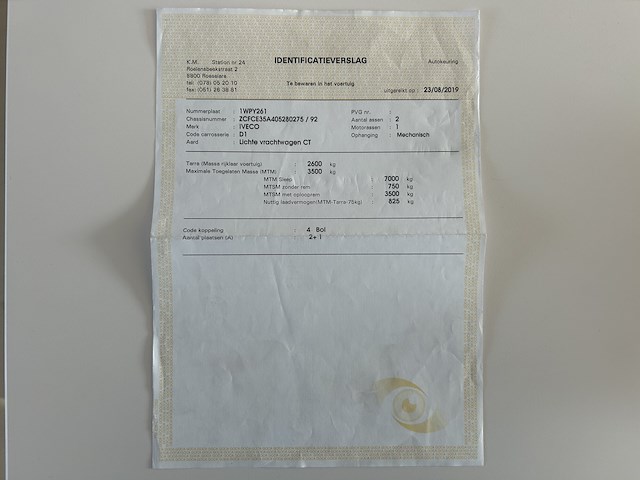 IDENTIFICATIEVERSLAG
K.M. Station nr 24
Autokeuring
Roelensbeekstraat 2
8800 Roeselare
Te bewaren in het voertuig
tel: (078) 05 20 10
fax: (051) 26 38 81
uitgereikt op : 23/08/2019
Nummerplaat : 1WPY261 PVG nr. :
Chassisnummer : ZCFCE35A405280275 / 92 Aantal assen : 2
Merk : IVECO Motorassen : 1
Code carrosserie : D1 Ophanging : Mechanisch
Aard : Lichte vrachtwagen CT
Tarra (Massa rijklaar voertuig) : 2600 kg
Maximale Toegelaten Massa (MTM) : 3500 kg
MTM Sleep : 7000 kg
MTSM zonder rem : 750 kg
MTSM met oplooprem : 3500 kg
Nuttig laadvermogen(MTM-Tarra-75kg) : 825 kg
Code koppeling : 4 Bol
Aantal plaatsen (A) : 2+ 1